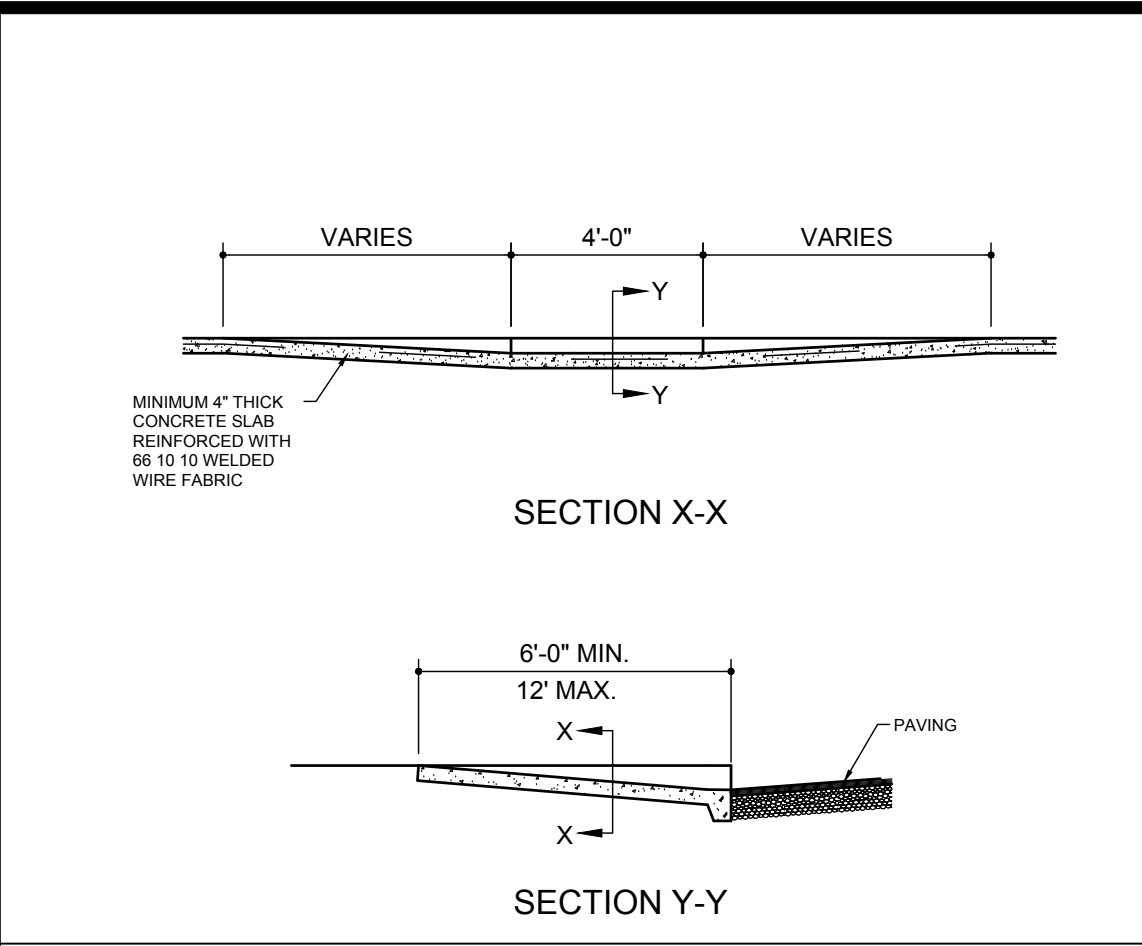 VARIES 4'-0" VARIES
Y
Y
MINIMUM 4" THICK
CONCRETE SLAB
REINFORCED WITH
66 10 10 WELDED
WIRE FABRIC
SECTION X-X
6'-0" MIN.
12' MAX.
X
PAVING
X
SECTION Y-Y